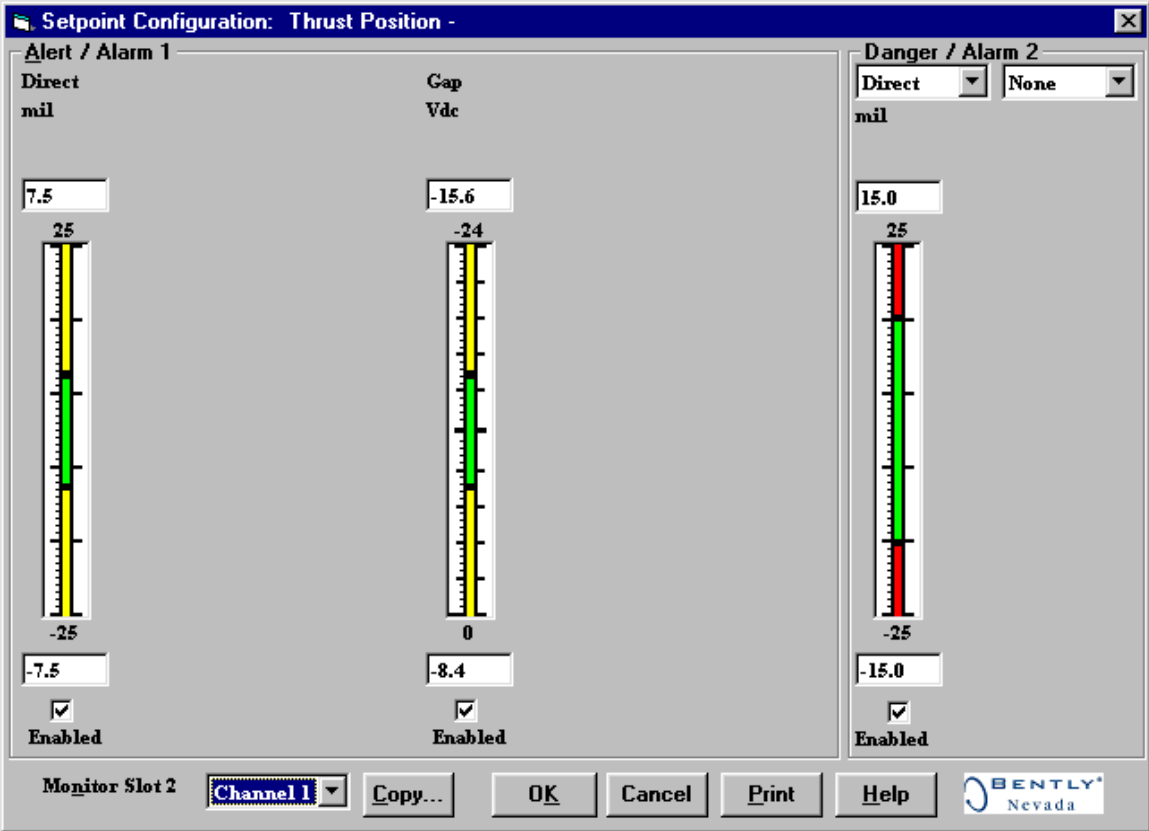 Setpoint Configuration: Thrust Position -
Alert / Alarm 1
Direct
mil
7.5
25
-25
-7.5
Enabled
Gap
Vdc
-15.6
-24
0
-8.4
Enabled
Danger / Alarm 2
Direct
None
mil
15.0
25
-25
-15.0
Enabled
Monitor Slot 2
Channel 1
Copy...
OK
Cancel
Print
Help
BENTLY
Nevada